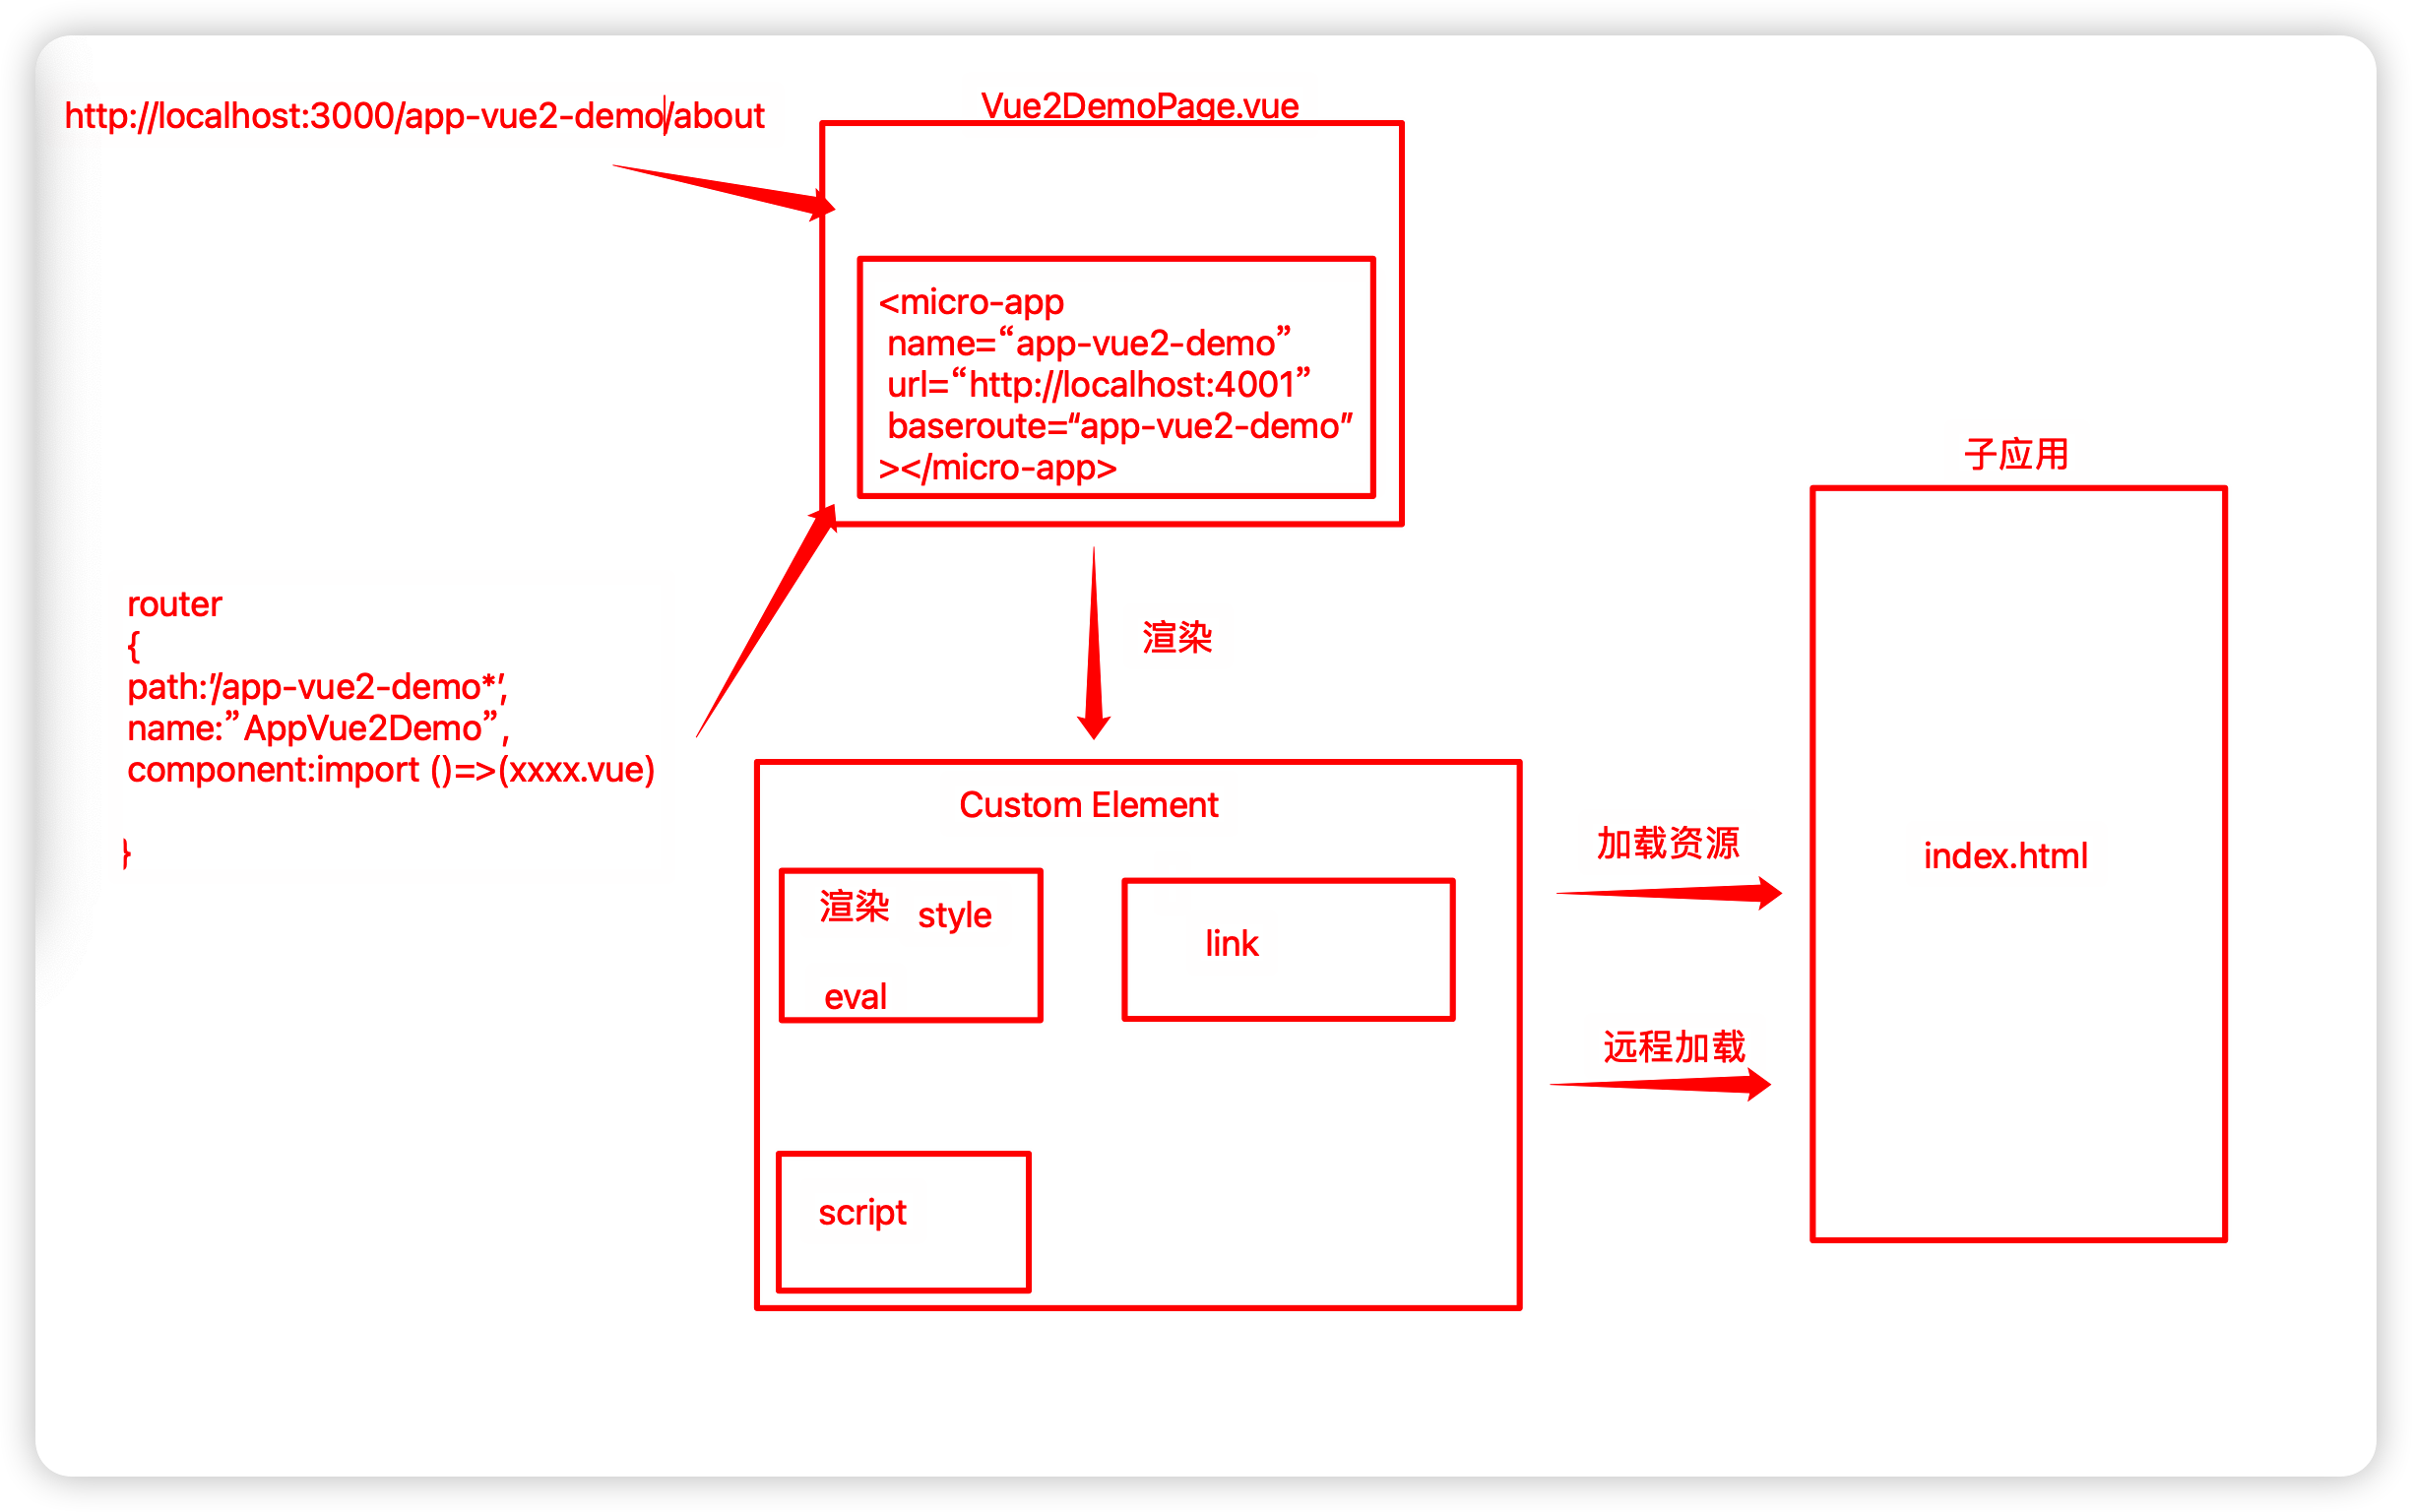 http://localhost:3000/app-vue2-demo/about
Vue2DemoPage.vue
<micro-app
name=“app-vue2-demo”
url=“http://localhost:4001”
baseroute=“app-vue2-demo”
></micro-app>
router
{
path:’/app-vue2-demo*’,
name:”AppVue2Demo”,
component:import ()=>(xxxx.vue)
}
渲染
子应用
Custom Element
渲染 style
eval
link
script
加载资源
远程加载
index.html